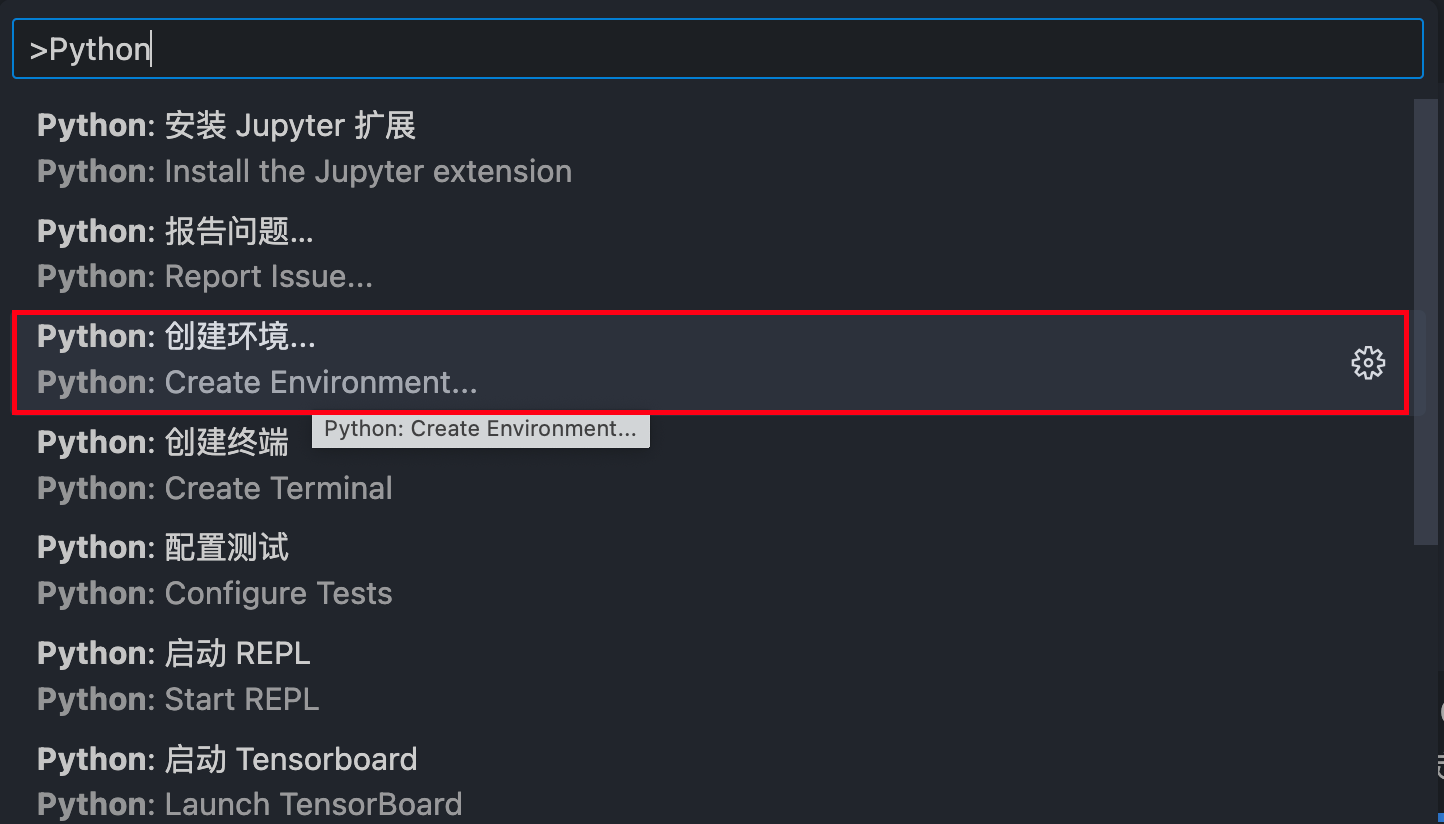 >Python
Python: 安装 Jupyter 扩展
Python: Install the Jupyter extension
Python: 报告问题...
Python: Report Issue...
Python: 创建环境...
Python: Create Environment...
Python: Create Environment...
Python: 创建终端
Python: Create Terminal
Python: 配置测试
Python: Configure Tests
Python: 启动 REPL
Python: Start REPL
Python: 启动 Tensorboard
Python: Launch TensorBoard